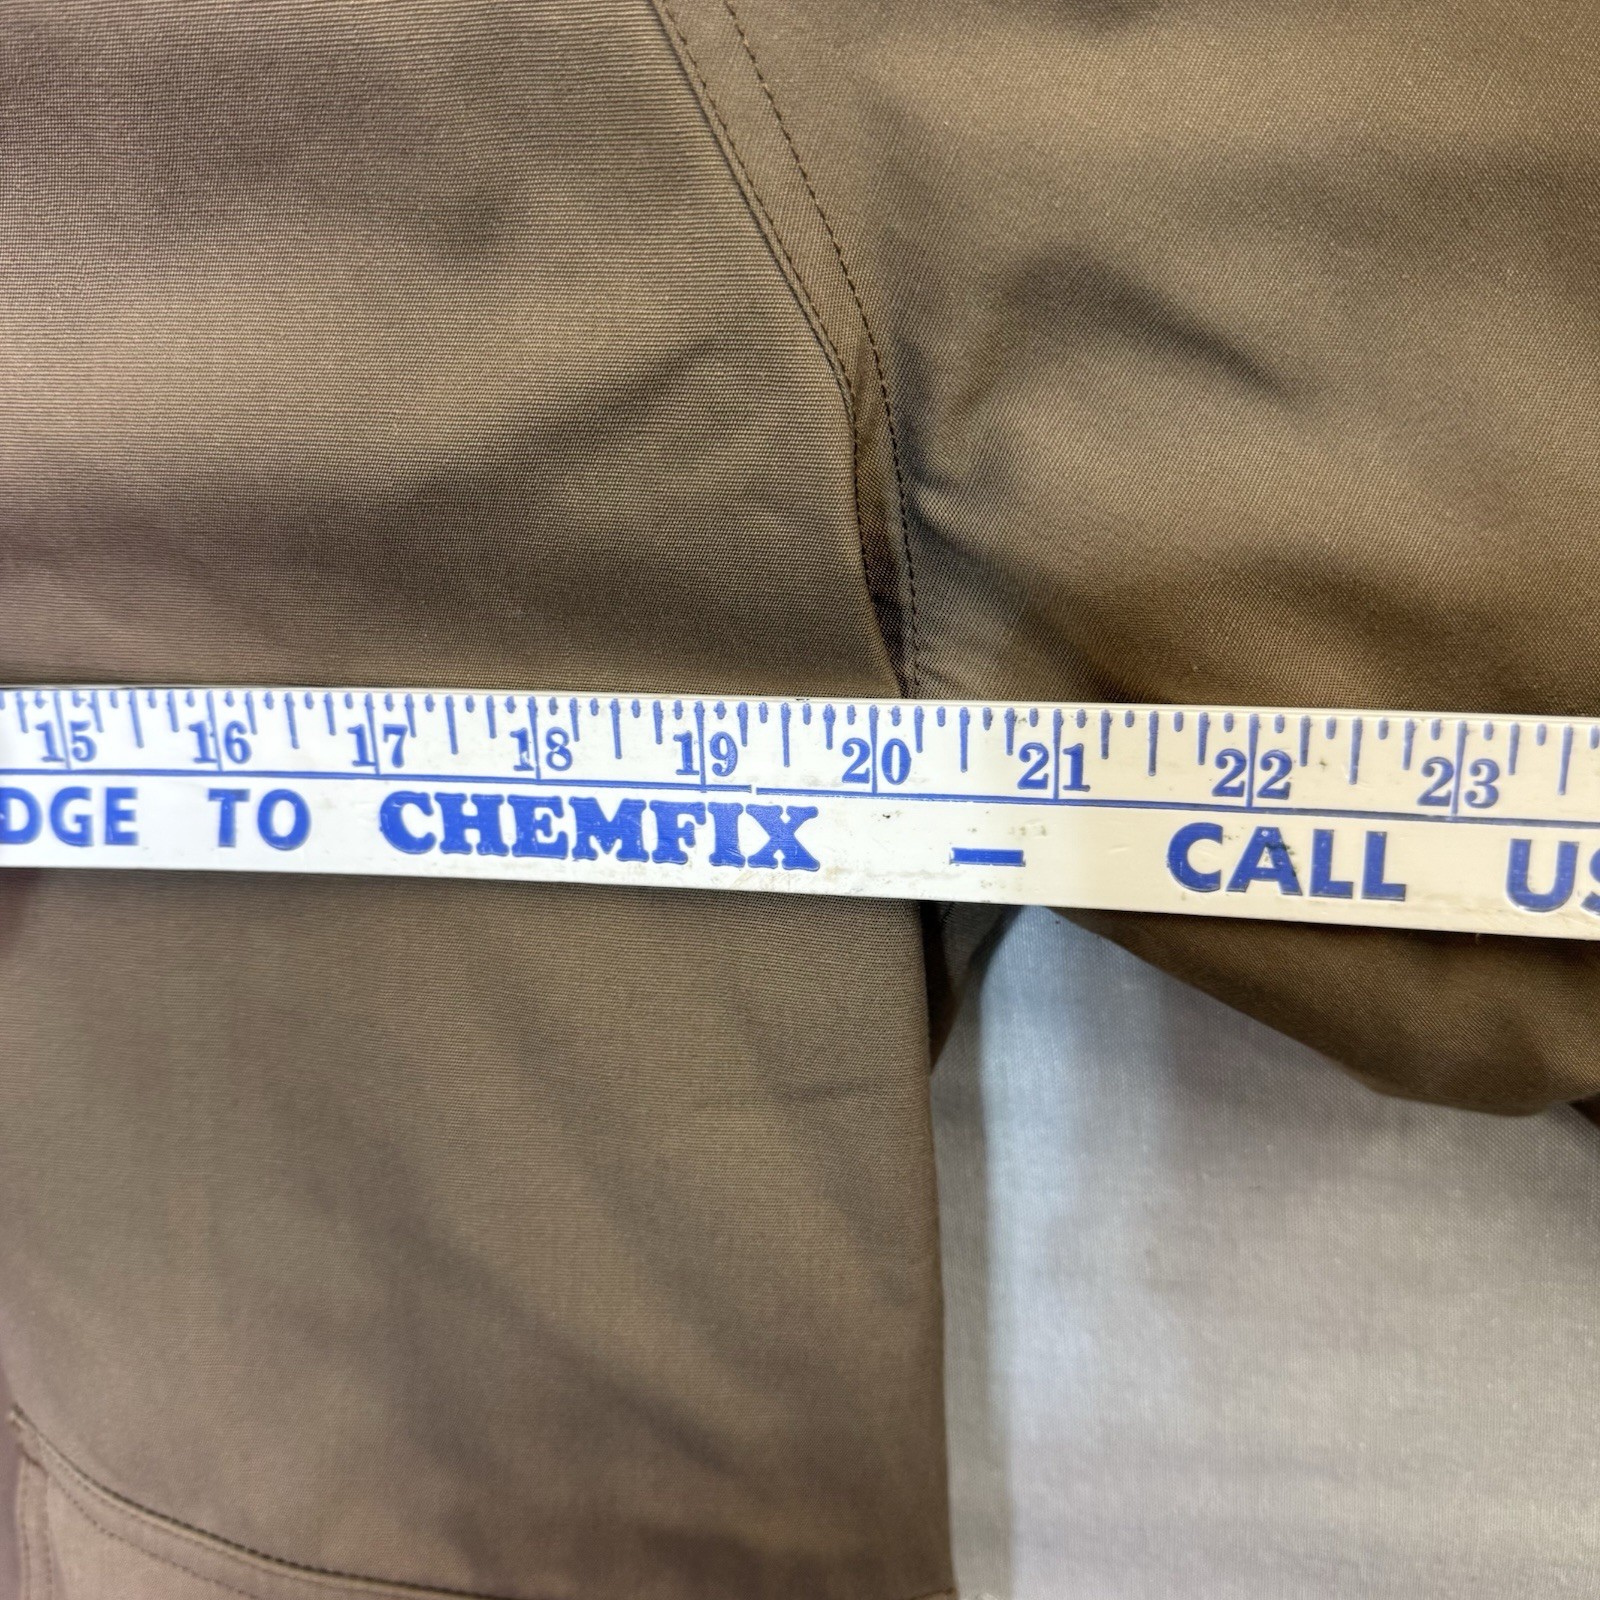 15 16 17 18 19 20 21 22 23
DGE TO CHEMFIX – CALL US